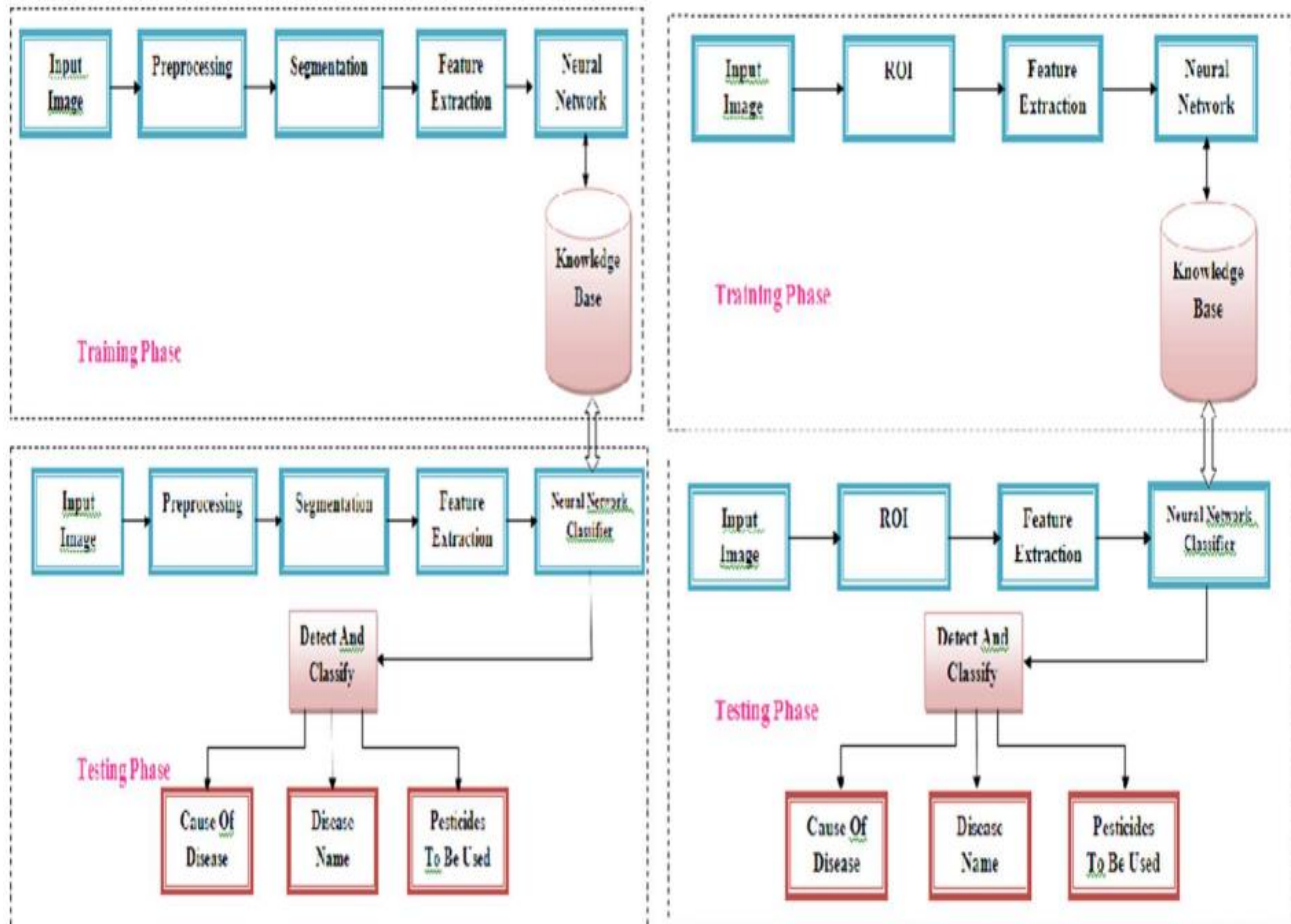 Input
Image
Preprocessing
Segmentation
Feature
Extraction
Neural
Network
Knowledge
Base
Training Phase
Input
Image
Preprocessing
Segmentation
Feature
Extraction
Neural Network
Classifier
Detect And
Classify
Testing Phase
Cause Of
Disease
Disease
Name
Pesticides
To Be Used
Input
Image
ROI
Feature
Extraction
Neural
Network
Knowledge
Base
Training Phase
Input
Image
ROI
Feature
Extraction
Neural Network
Classifier
Detect And
Classify
Testing Phase
Cause Of
Disease
Disease
Name
Pesticides
To Be Used